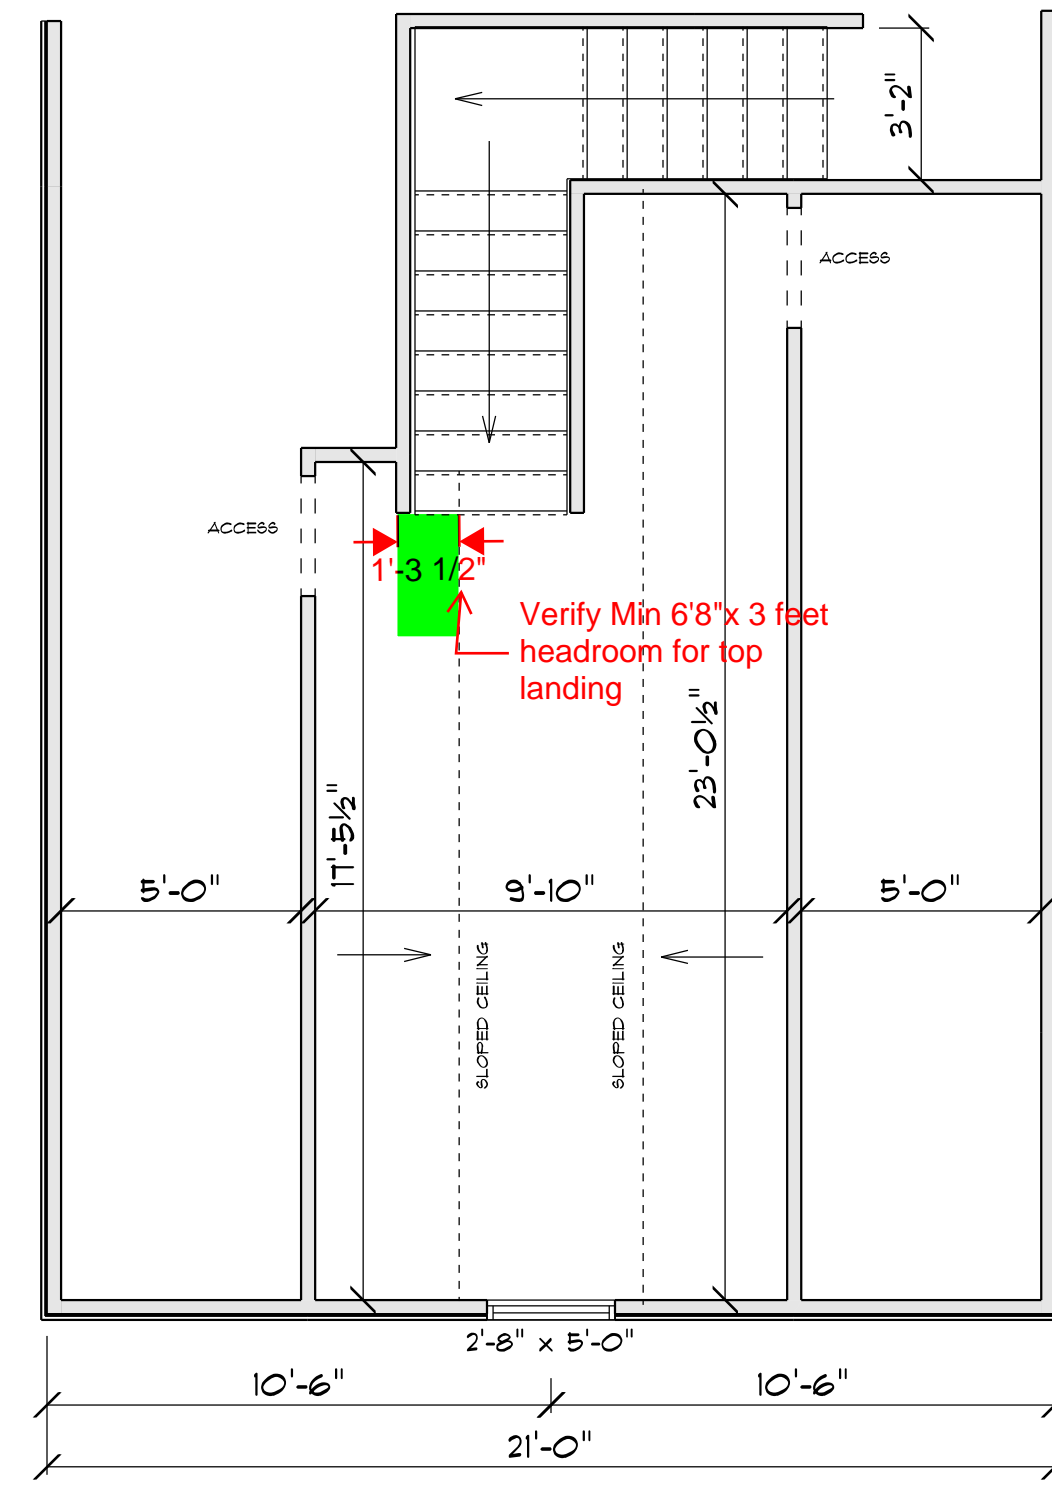 3'-2"
ACCESS
ACCESS
1'-3 1/2"
Verify Min 6'8"x 3 feet
headroom for top
landing
23'-0½"
17'-5½"
5'-0"
9'-10"
5'-0"
SLOPED CEILING
SLOPED CEILING
2'-8" x 5'-0"
10'-6"
10'-6"
21'-0"